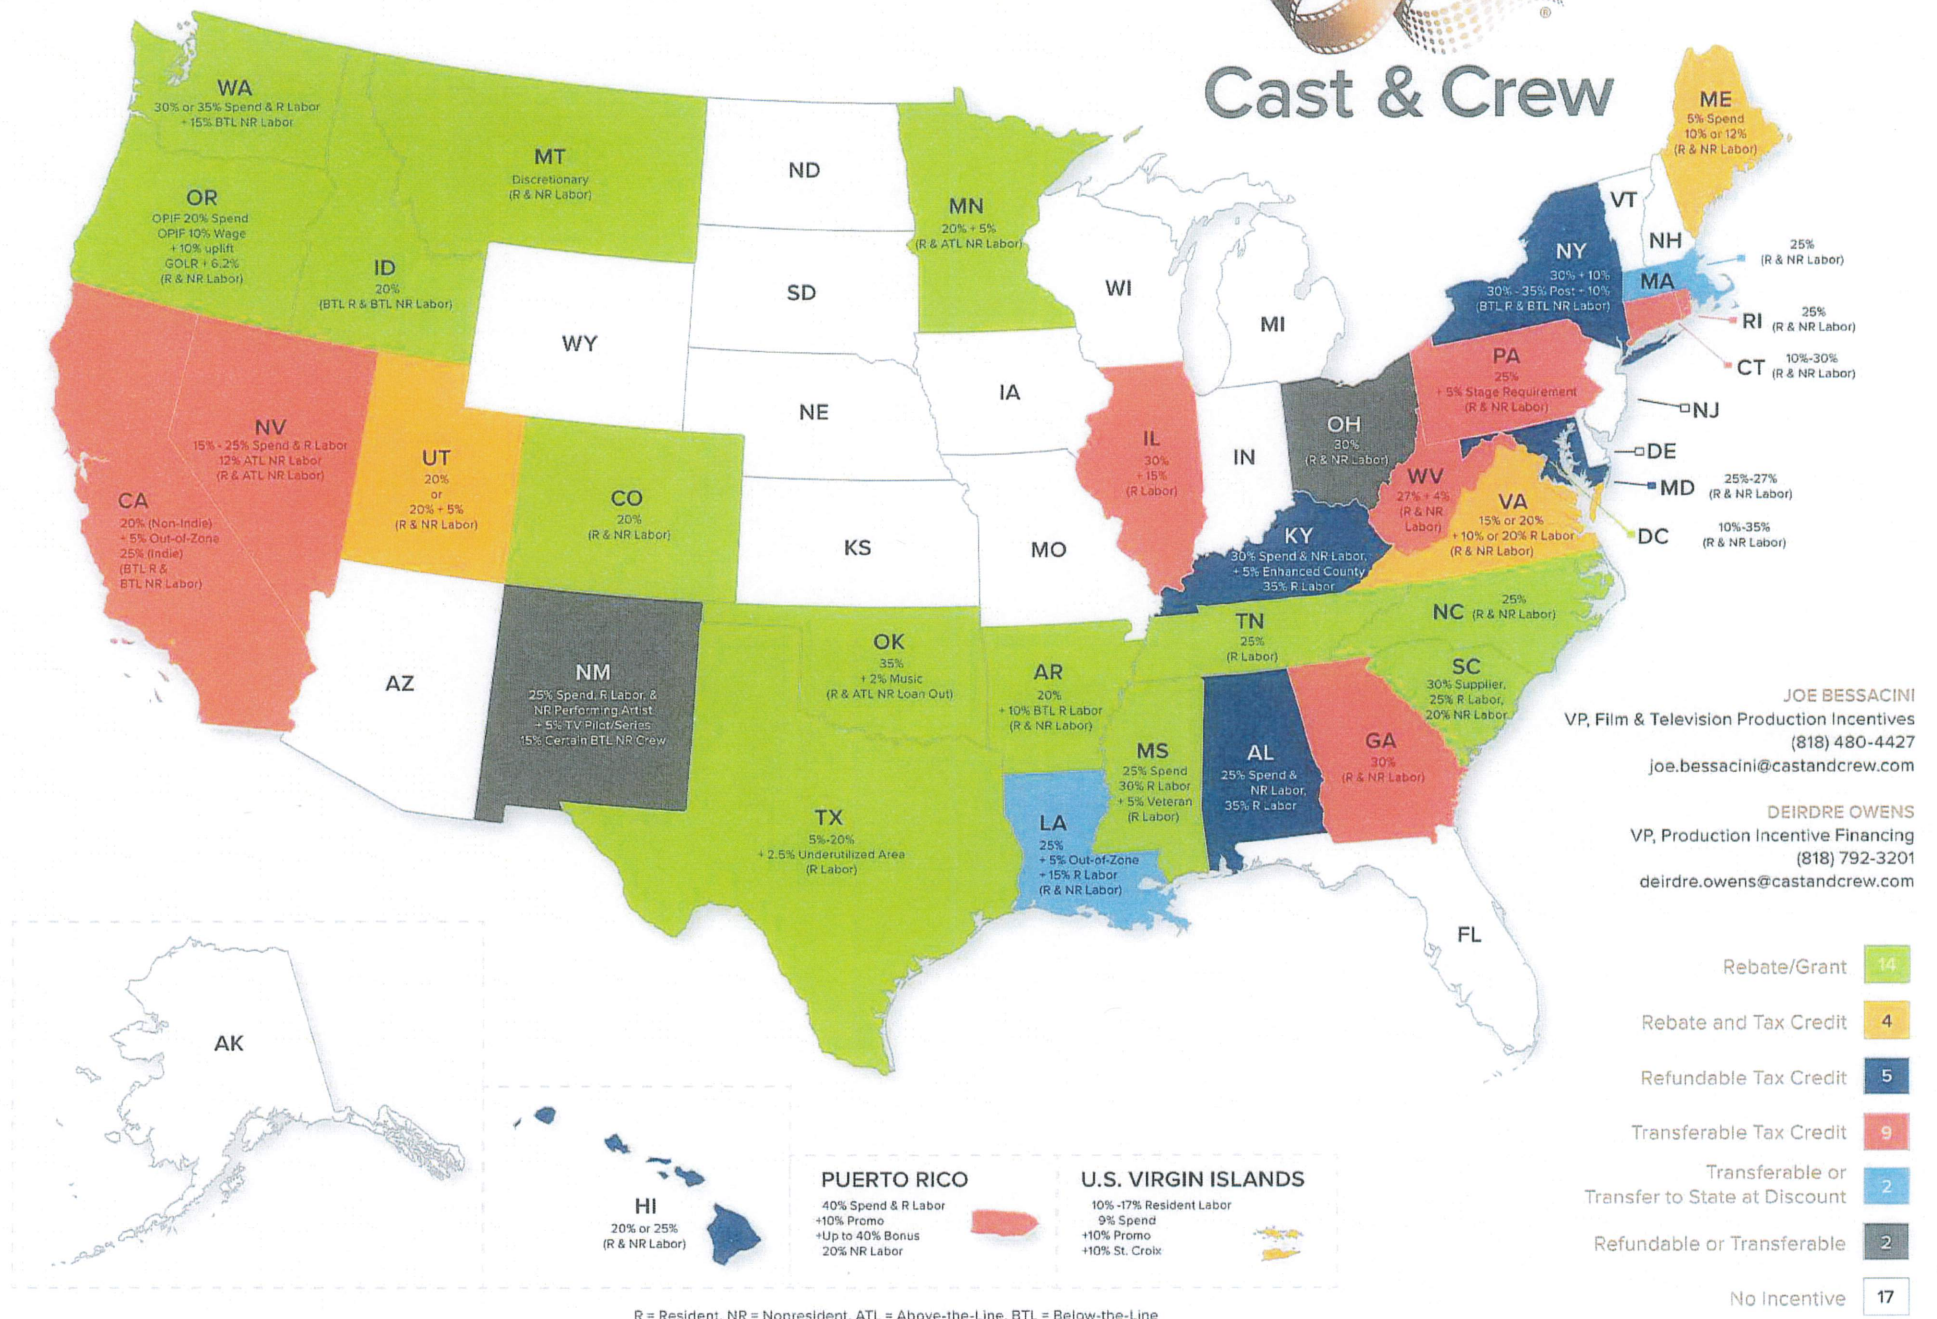 ®
Cast & Crew
WA
30% or 35% Spend & R Labor
+ 15% BTL NR Labor
OR
OPIF 20% Spend
OPIF 10% Wage
+ 10% uplift
GOLR + 6.2%
(R & NR Labor)
ID
20%
(BTL R & BTL NR Labor)
MT
Discretionary
(R & NR Labor)
ND
SD
WY
NE
MN
20% + 5%
(R & ATL NR Labor)
WI
MI
IA
ME
5% Spend
10% or 12%
(R & NR Labor)
VT
NH
NY
30% + 10%
30% - 35% Post + 10%
(BTL R & BTL NR Labor)
MA
25%
(R & NR Labor)
RI
25%
(R & NR Labor)
CT
10%-30%
(R & NR Labor)
PA
25%
+ 5% Stage Requirement
(R & NR Labor)
NJ
DE
MD
25%-27%
(R & NR Labor)
DC
10%-35%
(R & NR Labor)
CA
20% (Non-Indie)
+ 5% Out-of-Zone
25% (Indie)
(BTL R &
BTL NR Labor)
NV
15% - 25% Spend & R Labor
12% ATL NR Labor
(R & ATL NR Labor)
UT
20%
or
20% + 5%
(R & NR Labor)
CO
20%
(R & NR Labor)
KS
MO
IL
30%
+ 15%
(R Labor)
IN
OH
30%
(R & NR Labor)
WV
27% + 4%
(R & NR
Labor)
VA
15% or 20%
+ 10% or 20% R Labor
(R & NR Labor)
KY
30% Spend & NR Labor,
+ 5% Enhanced County
35% R Labor
AZ
NM
25% Spend, R Labor, &
NR Performing Artist
+ 5% TV Pilot/Series
15% Certain BTL NR Crew
OK
35%
+ 2% Music
(R & ATL NR Loan Out)
AR
20%
+ 10% BTL R Labor
(R & NR Labor)
TN
25%
(R Labor)
NC
25%
(R & NR Labor)
SC
30% Supplier,
25% R Labor,
20% NR Labor
TX
5%-20%
+ 2.5% Underutilized Area
(R Labor)
LA
25%
+ 5% Out-of-Zone
+ 15% R Labor
(R & NR Labor)
MS
25% Spend
30% R Labor
+ 5% Veteran
(R Labor)
AL
25% Spend &
NR Labor,
35% R Labor
GA
30%
(R & NR Labor)
FL
JOE BESSACINI
VP, Film & Television Production Incentives
(818) 480-4427
joe.bessacini@castandcrew.com
DEIRDRE OWENS
VP, Production Incentive Financing
(818) 792-3201
deirdre.owens@castandcrew.com
Rebate/Grant 14
Rebate and Tax Credit 4
Refundable Tax Credit 5
Transferable Tax Credit 9
Transferable or
Transfer to State at Discount 2
Refundable or Transferable 2
No Incentive 17
AK
HI
20% or 25%
(R & NR Labor)
PUERTO RICO
40% Spend & R Labor
+10% Promo
+Up to 40% Bonus
20% NR Labor
U.S. VIRGIN ISLANDS
10% -17% Resident Labor
9% Spend
+10% Promo
+10% St. Croix
R = Resident, NR = Nonresident, ATL = Above-the-Line, BTL = Below-the-Line